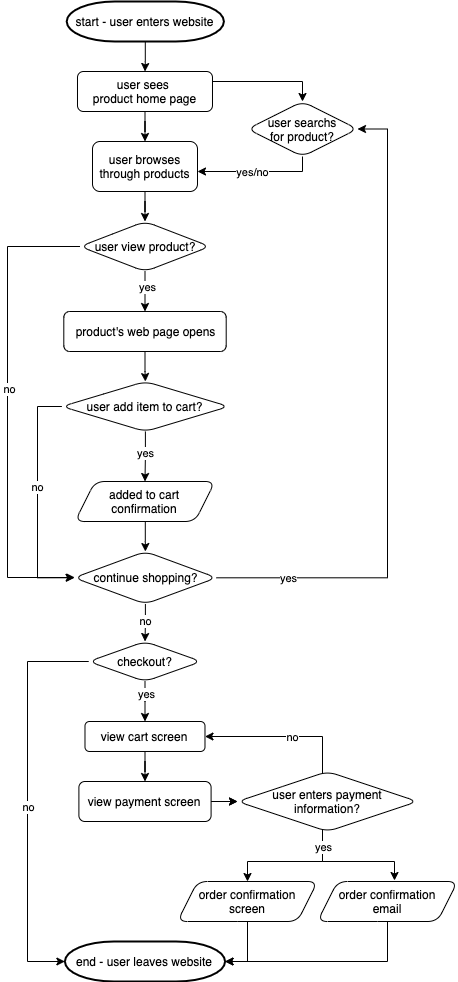 start - user enters website
user sees
product home page
user searchs
for product?
user browses
through products
yes/no
user view product?
yes
product's web page opens
no
user add item to cart?
yes
no
added to cart
confirmation
continue shopping?
yes
no
checkout?
yes
view cart screen
no
view payment screen
user enters payment
information?
no
yes
order confirmation
screen
order confirmation
email
end - user leaves website